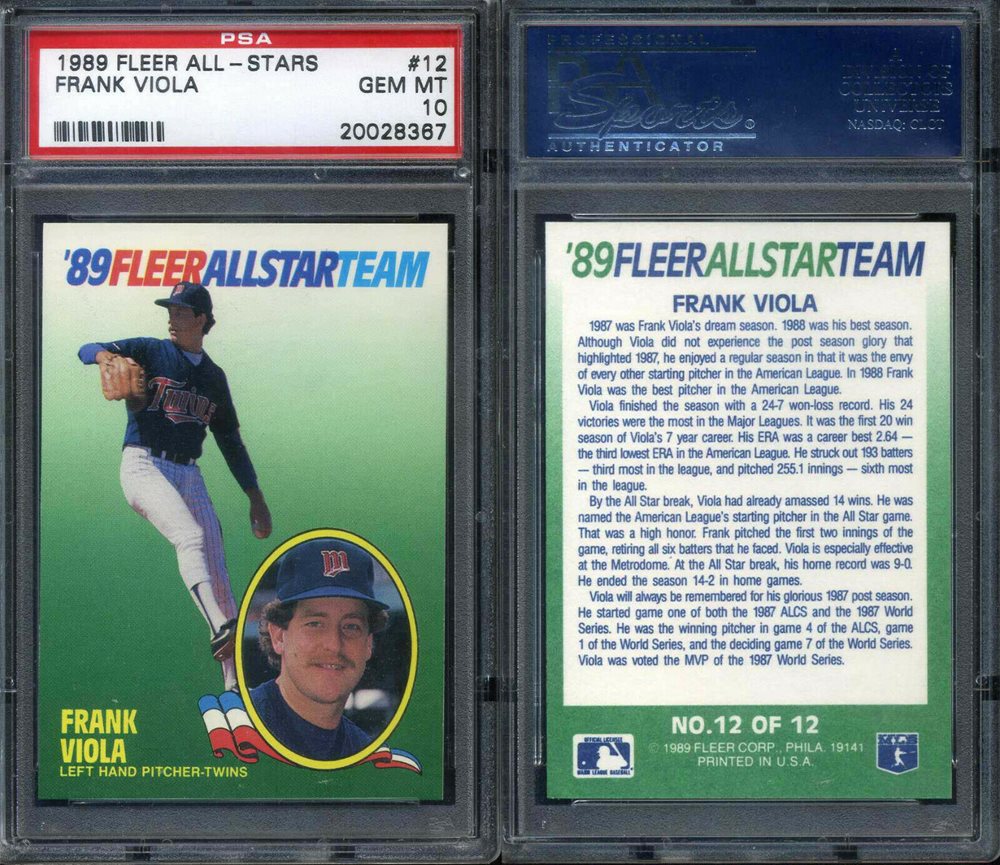 PSA
1989 FLEER ALL-STARS #12
FRANK VIOLA GEM MT
10
20028367
'89FLEERALLSTARTEAM
Twins
m
FRANK
VIOLA
LEFT HAND PITCHER-TWINS
PROFESSIONAL
PSA
Sports®
AUTHENTICATOR
A
DIVISION OF
COLLECTORS
UNIVERSE
NASDAQ: CLCT
'89FLEERALLSTARTEAM
FRANK VIOLA
1987 was Frank Viola's dream season. 1988 was his best season.
Although Viola did not experience the post season glory that
highlighted 1987, he enjoyed a regular season in that it was the envy
of every other starting pitcher in the American League. In 1988 Frank
Viola was the best pitcher in the American League.
Viola finished the season with a 24-7 won-loss record. His 24
victories were the most in the Major Leagues. It was the first 20 win
season of Viola's 7 year career. His ERA was a career best 2.64 —
the third lowest ERA in the American League. He struck out 193 batters
— third most in the league, and pitched 255.1 innings — sixth most
in the league.
By the All Star break, Viola had already amassed 14 wins. He was
named the American League's starting pitcher in the All Star game.
That was a high honor. Frank pitched the first two innings of the
game, retiring all six batters that he faced. Viola is especially effective
at the Metrodome. At the All Star break, his home record was 9-0.
He ended the season 14-2 in home games.
Viola will always be remembered for his glorious 1987 post season.
He started game one of both the 1987 ALCS and the 1987 World
Series. He was the winning pitcher in game 4 of the ALCS, game
1 of the World Series, and the deciding game 7 of the World Series.
Viola was voted the MVP of the 1987 World Series.
NO.12 OF 12
© 1989 FLEER CORP., PHILA. 19141
PRINTED IN U.S.A.
OFFICIAL LICENSEE
MAJOR LEAGUE BASEBALL